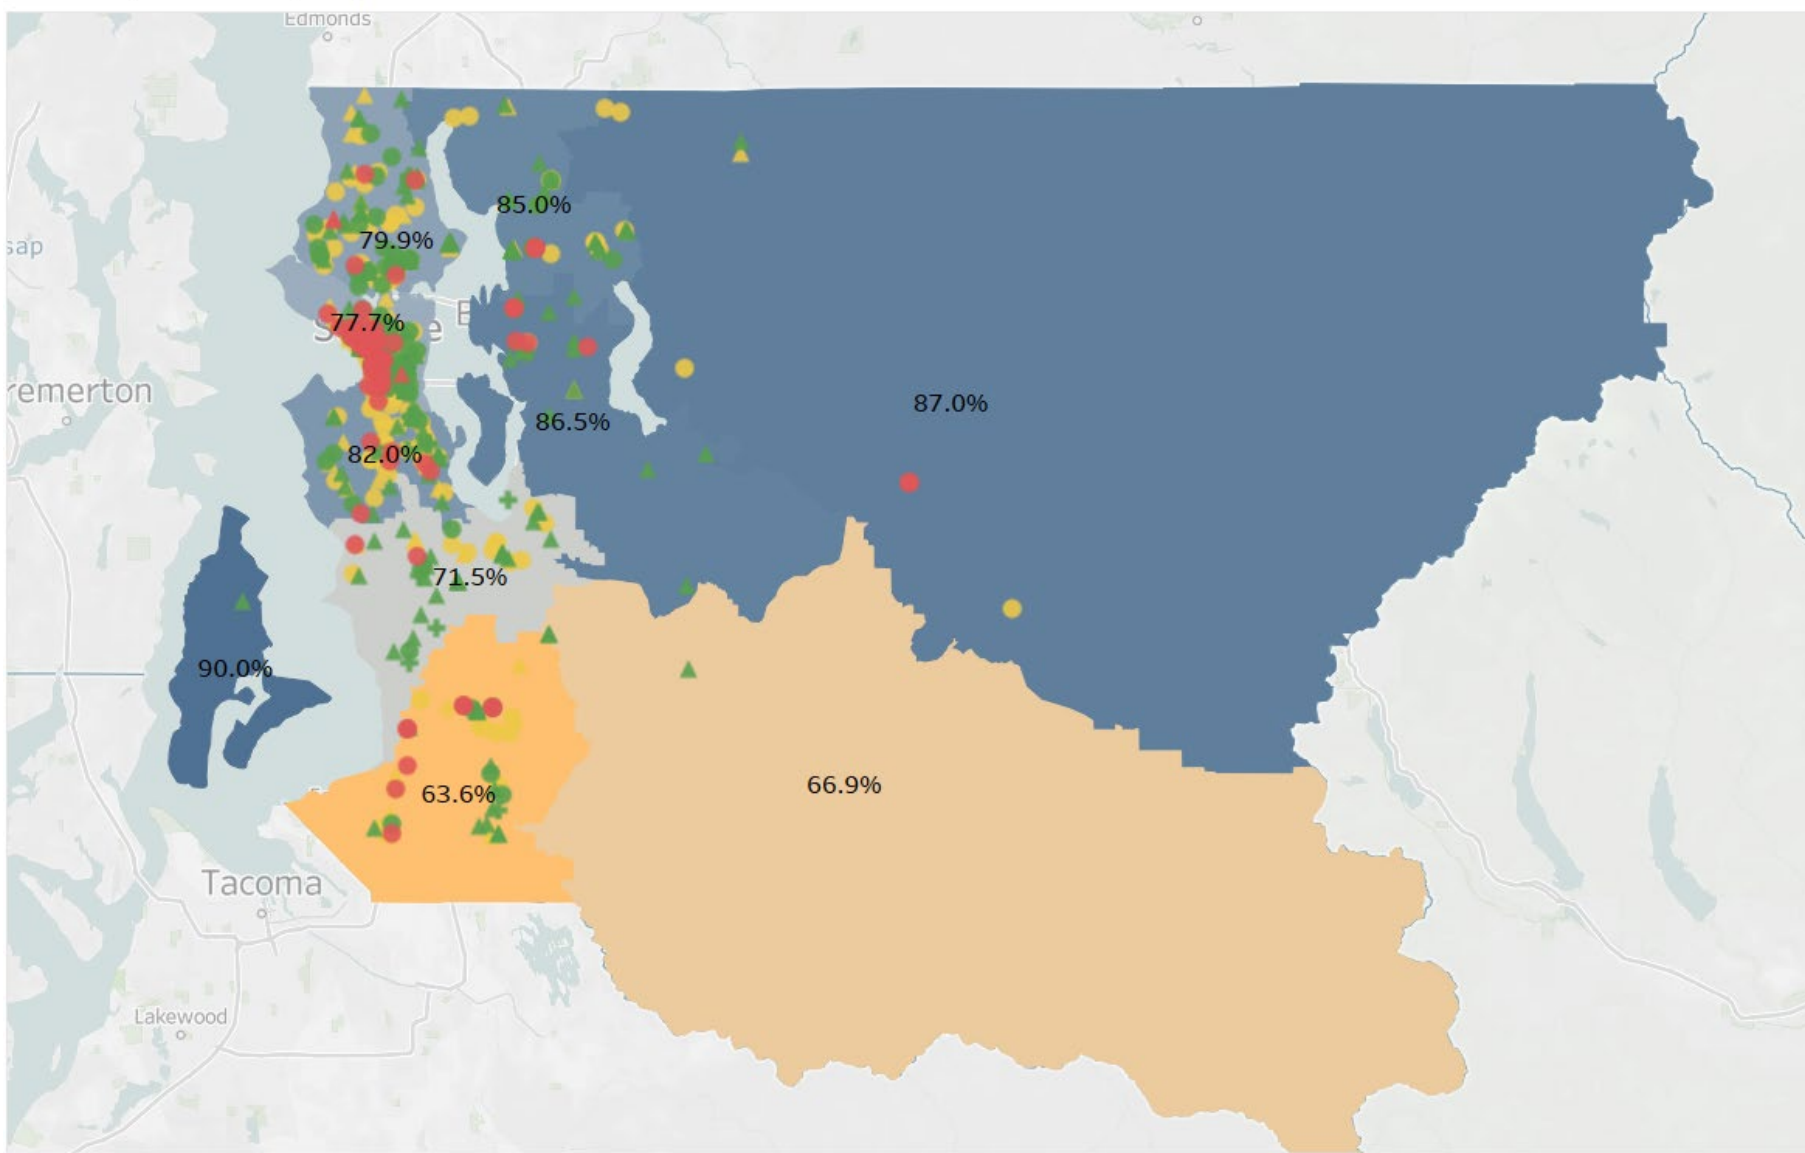 Edmonds
85.0%
79.9%
sap
77.7%
S
e
E
remerton
87.0%
86.5%
82.0%
71.5%
90.0%
66.9%
63.6%
Tacoma
Lakewood